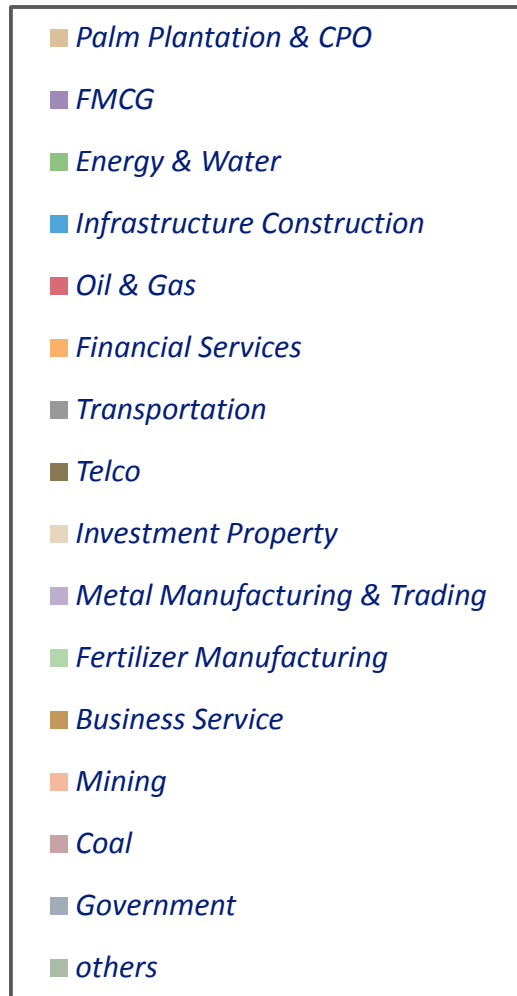 Palm Plantation & CPO
FMCG
Energy & Water
Infrastructure Construction
Oil & Gas
Financial Services
Transportation
Telco
Investment Property
Metal Manufacturing & Trading
Fertilizer Manufacturing
Business Service
Mining
Coal
Government
others